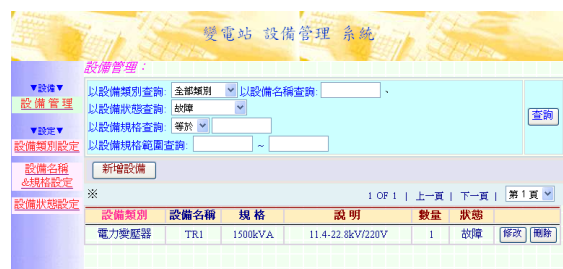 變電站 設備管理 系統
設備管理：
▼設備▼
設備管理
▼設定▼
設備類別設定
設備名稱
&規格設定
設備狀態設定
以設備類別查詢: 全部類別 以設備名稱查詢: 、
以設備狀態查詢: 故障
以設備規格查詢: 等於
以設備規格範圍查詢: ~
查詢
新增設備
※ 1 OF 1 | 上一頁 | 下一頁 | 第 1 頁
設備類別 設備名稱 規 格 說 明 數量 狀態
電力變壓器 TR1 1500kVA 11.4-22.8kV/220V 1 故障 修改 刪除